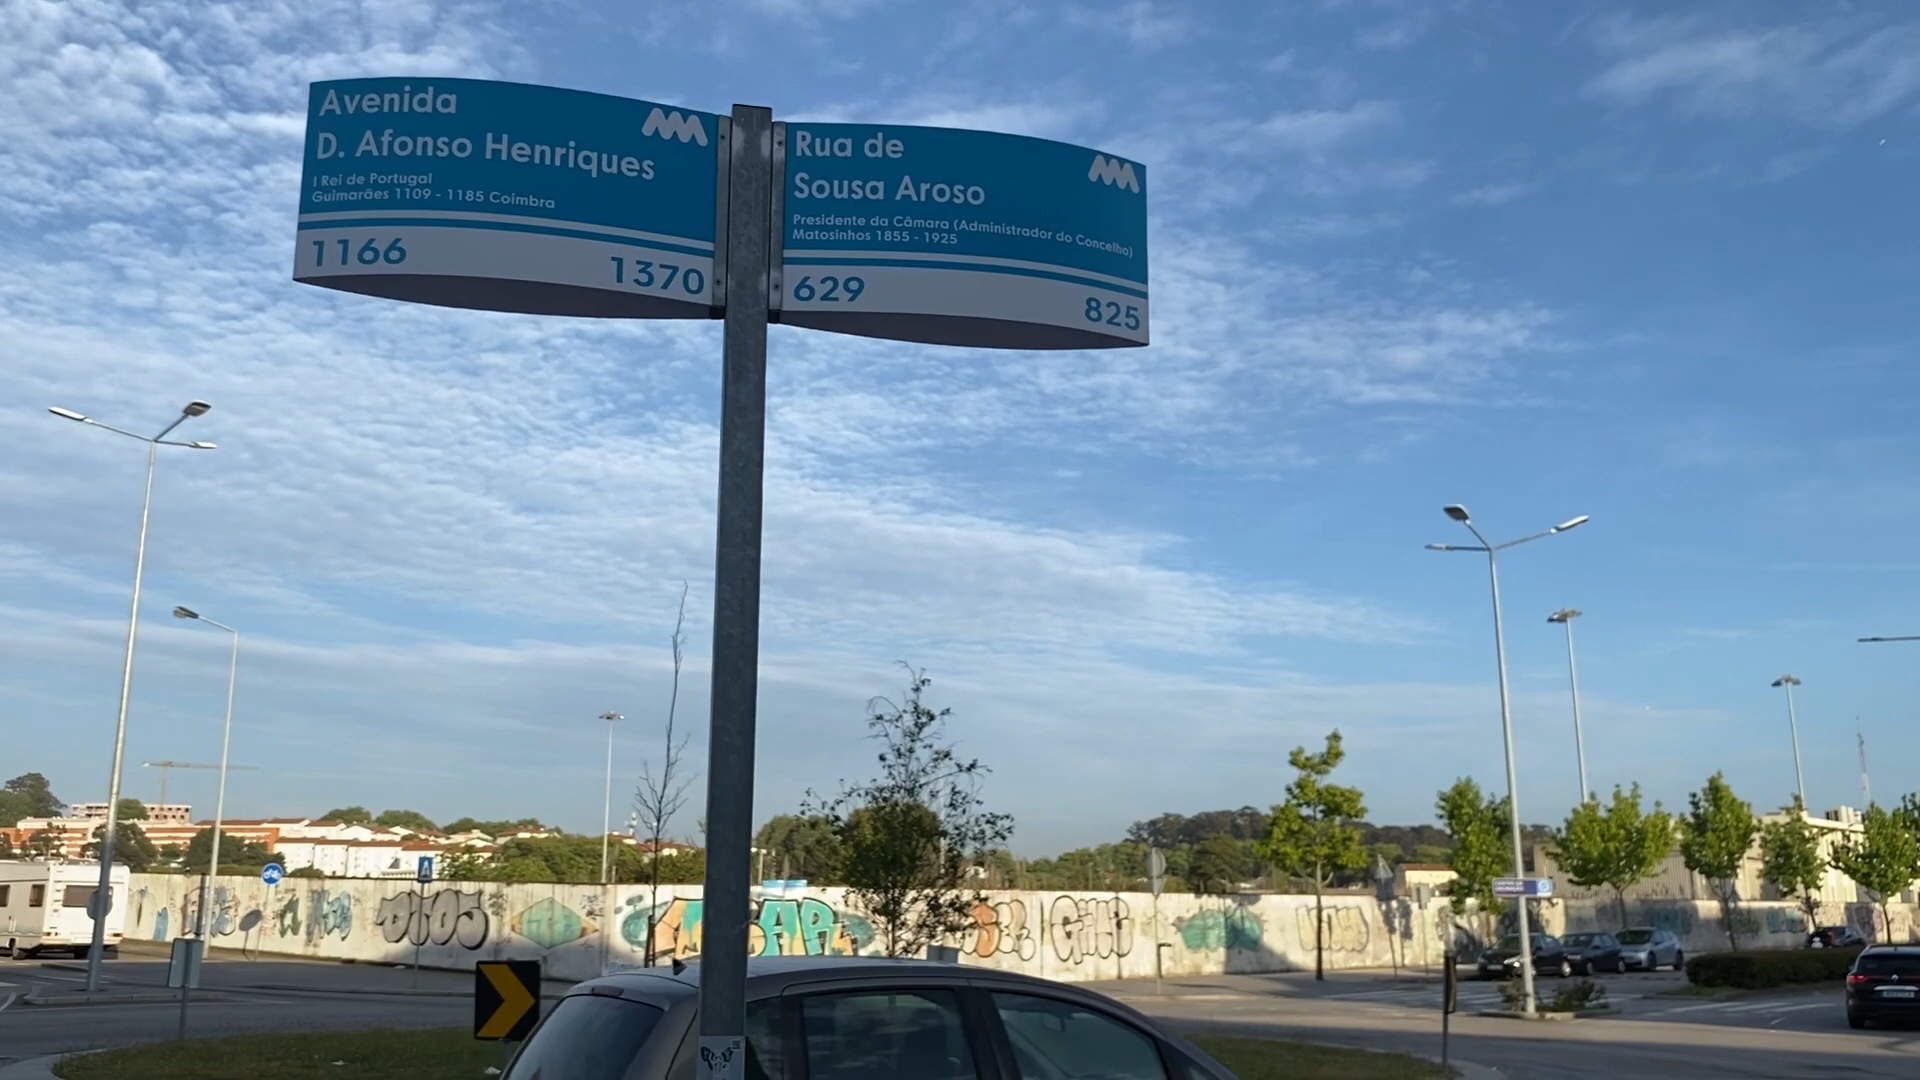 Avenida
D. Afonso Henriques
I Rei de Portugal
Guimarães 1109 - 1185 Coimbra
1166 1370
Rua de
Sousa Aroso
Presidente da Câmara (Administrador do Concelho)
Matosinhos 1855 - 1925
629 825